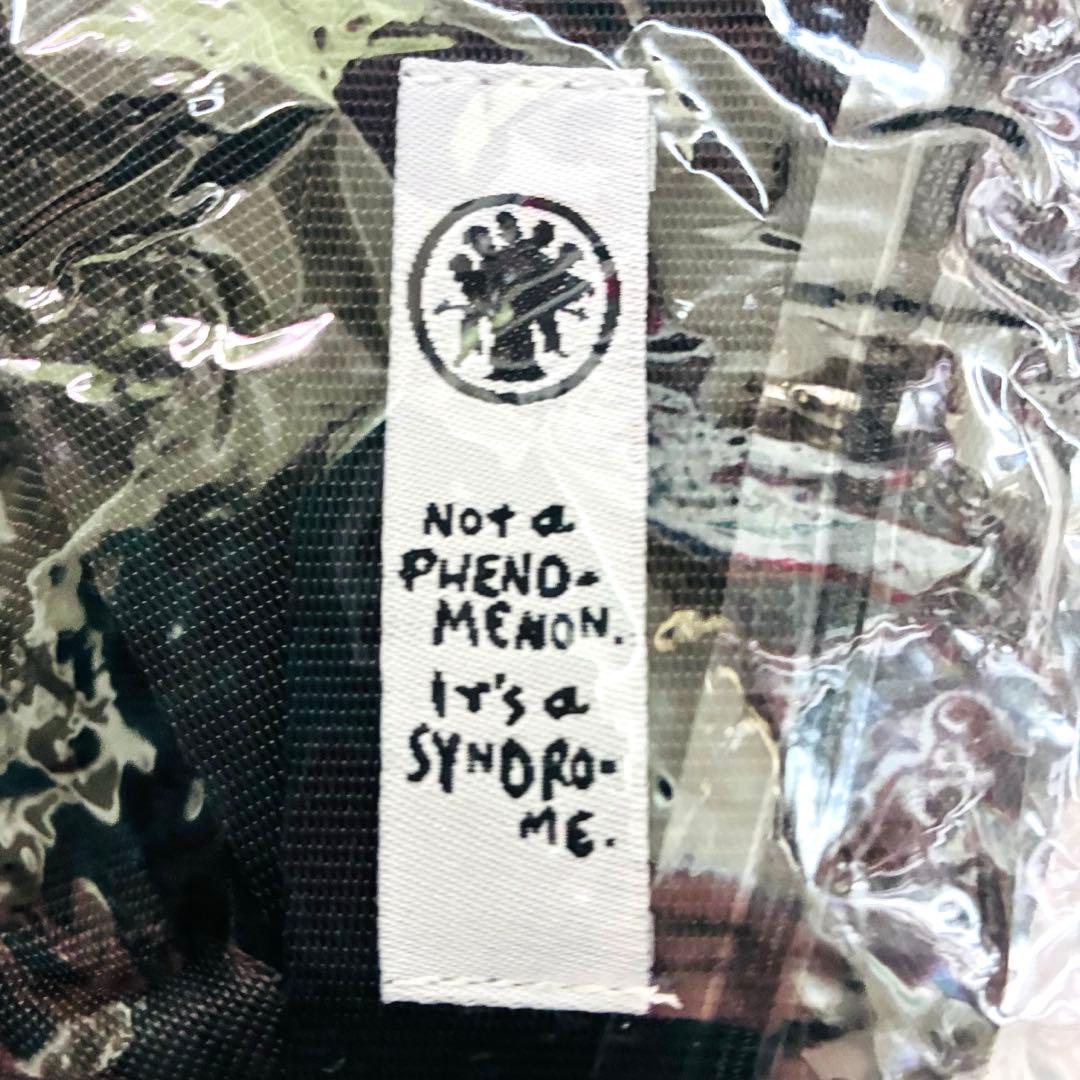 Not a
PHENO-
MENON.
It's a
SYNDRO-
ME.